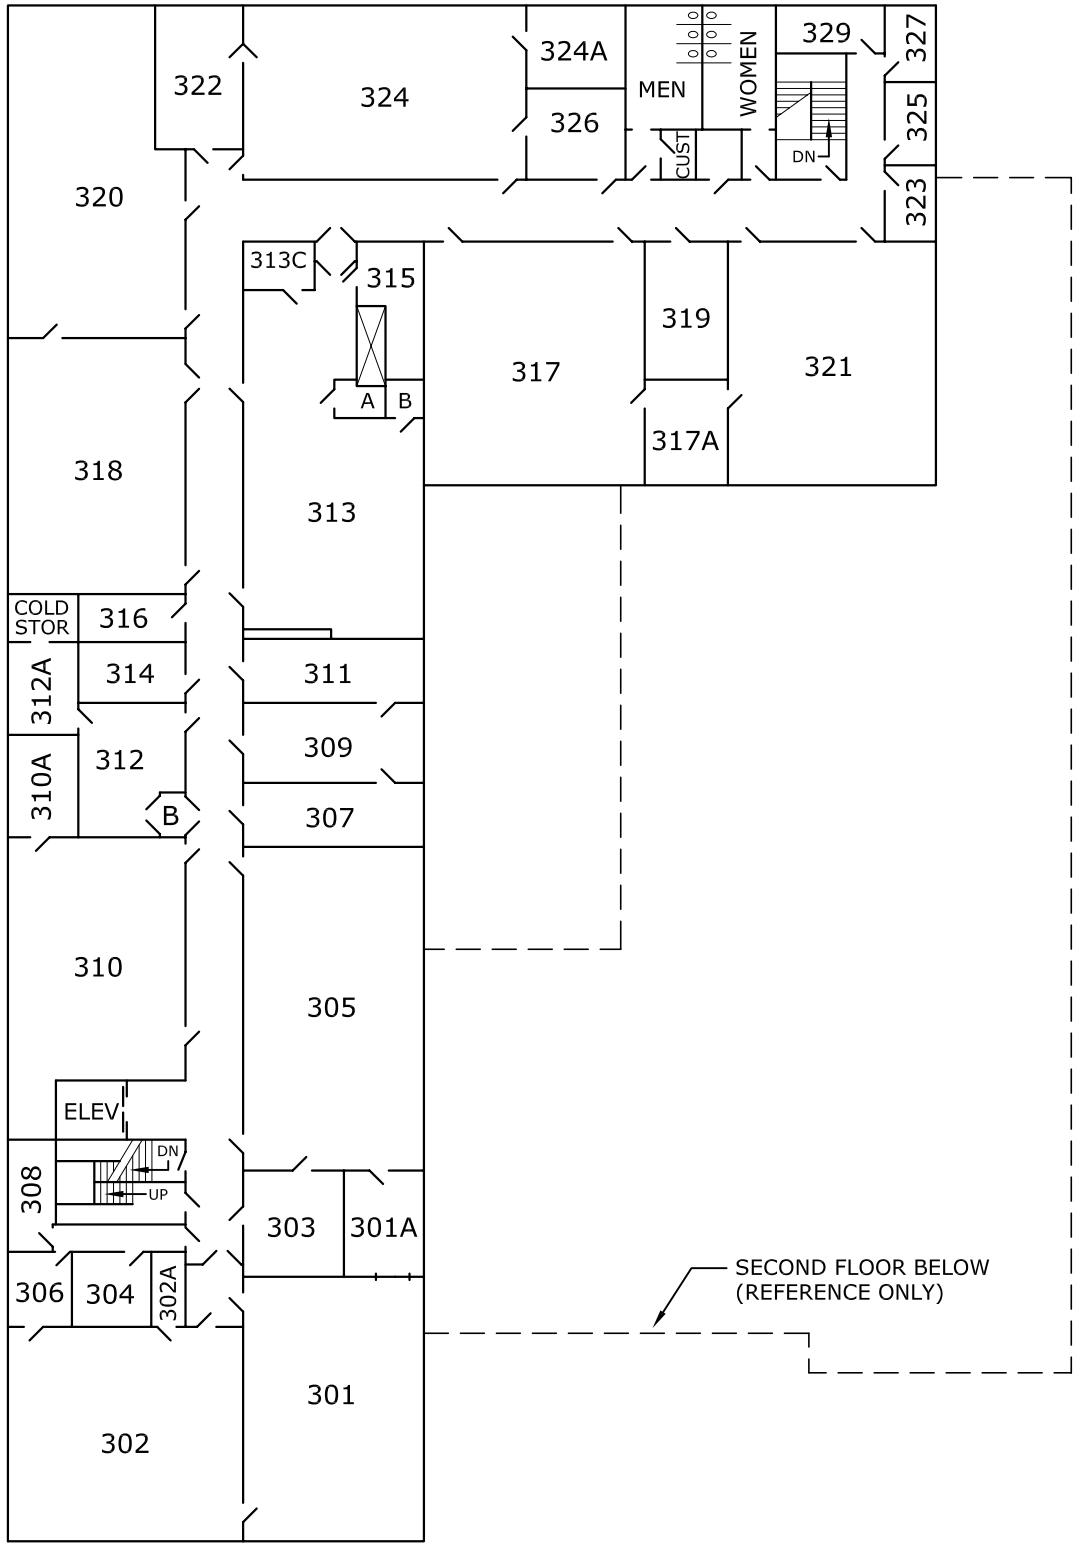 329
327
324A
322
MEN
WOMEN
324
325
326
CUST
DN
320
323
313C
315
319
321
317
A
B
317A
318
313
COLD
STOR
316
314
311
312A
312
309
310A
B
307
310
305
ELEV
DN
308
UP
303
301A
306
304
302A
SECOND FLOOR BELOW
(REFERENCE ONLY)
301
302